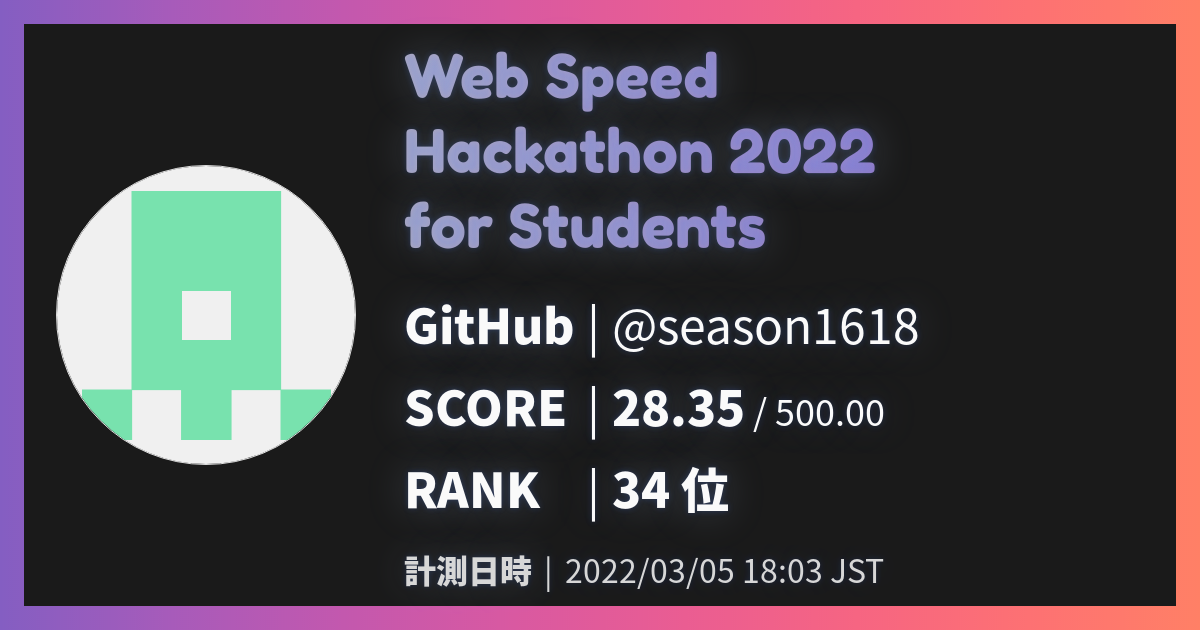 Web Speed
Hackathon 2022
for Students
GitHub | @season1618
SCORE | 28.35 / 500.00
RANK | 34 位
計測日時 | 2022/03/05 18:03 JST